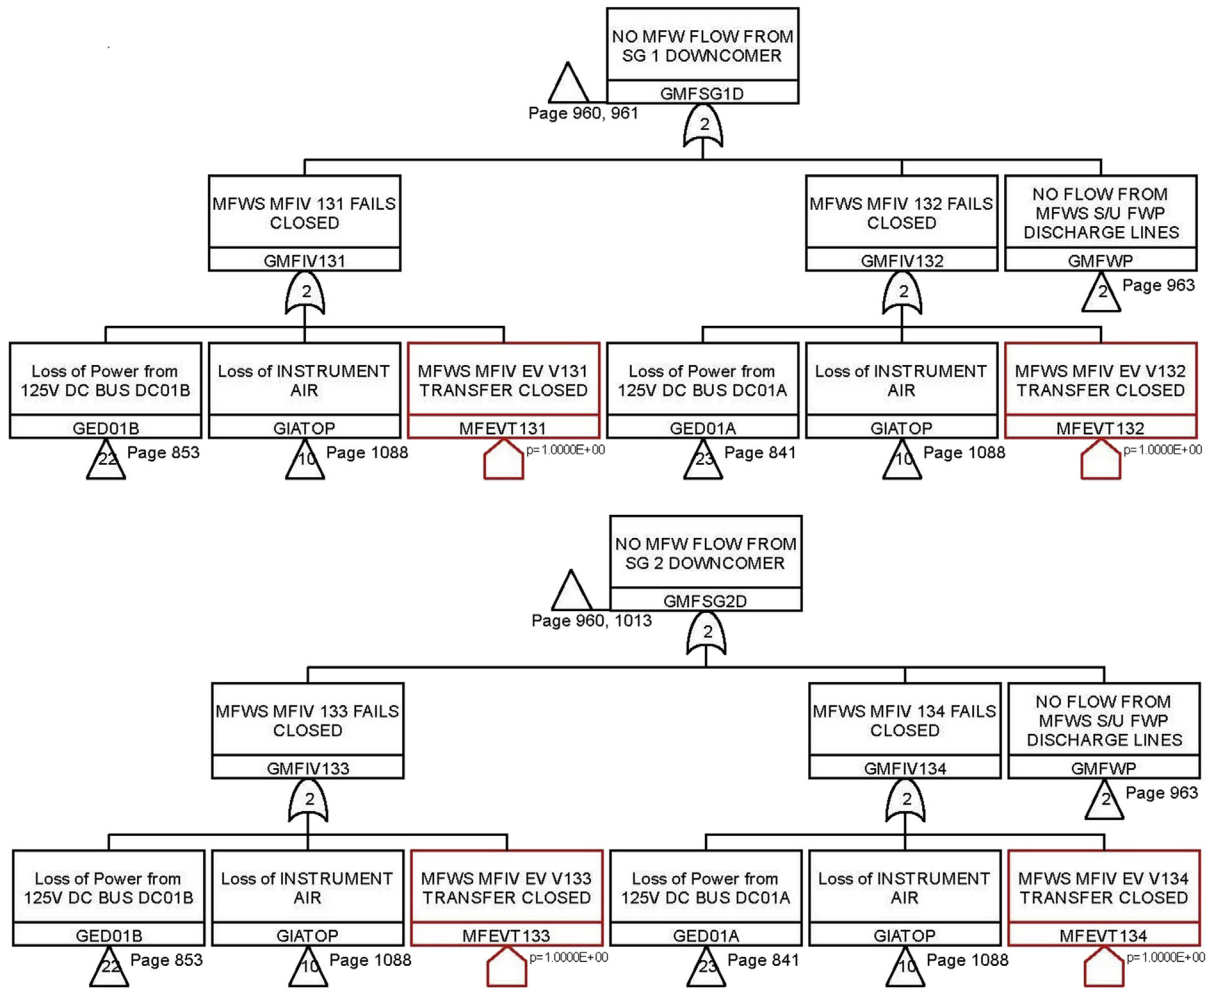 NO MFW FLOW FROM
SG 1 DOWNCOMER
GMFSG1D
Page 960, 961
2
MFWS MFIV 131 FAILS
CLOSED
GMFIV131
2
MFWS MFIV 132 FAILS
CLOSED
GMFIV132
2
NO FLOW FROM
MFWS S/U FWP
DISCHARGE LINES
GMFWP
2
Page 963
Loss of Power from
125V DC BUS DC01B
GED01B
22
Page 853
Loss of INSTRUMENT
AIR
GIATOP
10
Page 1088
MFWS MFIV EV V131
TRANSFER CLOSED
MFEVT131
p=1.0000E+00
Loss of Power from
125V DC BUS DC01A
GED01A
23
Page 841
Loss of INSTRUMENT
AIR
GIATOP
10
Page 1088
MFWS MFIV EV V132
TRANSFER CLOSED
MFEVT132
p=1.0000E+00
NO MFW FLOW FROM
SG 2 DOWNCOMER
GMFSG2D
Page 960, 1013
2
MFWS MFIV 133 FAILS
CLOSED
GMFIV133
2
MFWS MFIV 134 FAILS
CLOSED
GMFIV134
2
NO FLOW FROM
MFWS S/U FWP
DISCHARGE LINES
GMFWP
2
Page 963
Loss of Power from
125V DC BUS DC01B
GED01B
22
Page 853
Loss of INSTRUMENT
AIR
GIATOP
10
Page 1088
MFWS MFIV EV V133
TRANSFER CLOSED
MFEVT133
p=1.0000E+00
Loss of Power from
125V DC BUS DC01A
GED01A
23
Page 841
Loss of INSTRUMENT
AIR
GIATOP
10
Page 1088
MFWS MFIV EV V134
TRANSFER CLOSED
MFEVT134
p=1.0000E+00